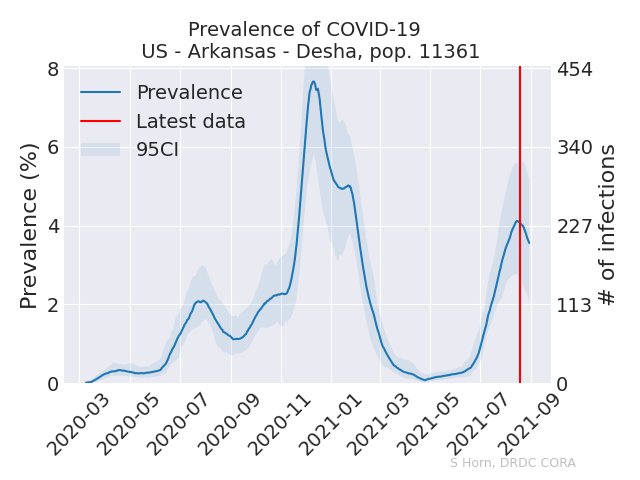 Prevalence of COVID-19
US - Arkansas - Desha, pop. 11361
Prevalence
Latest data
95CI
Prevalence (%)
8
6
4
2
0
# of infections
454
340
227
113
0
2020-03
2020-05
2020-07
2020-09
2020-11
2021-01
2021-03
2021-05
2021-07
2021-09
S Horn, DRDC CORA